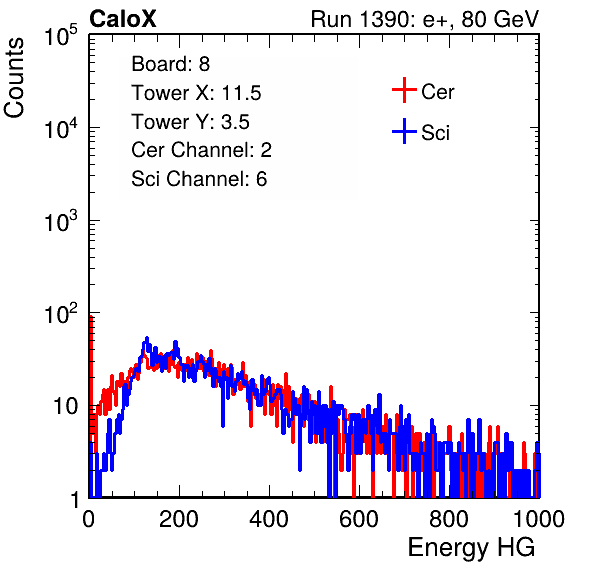 CaloX Run 1390: e+, 80 GeV
Counts
10^5
10^4
10^3
10^2
10
1
Board: 8
Tower X: 11.5
Tower Y: 3.5
Cer Channel: 2
Sci Channel: 6
Cer
Sci
0 200 400 600 800 1000
Energy HG